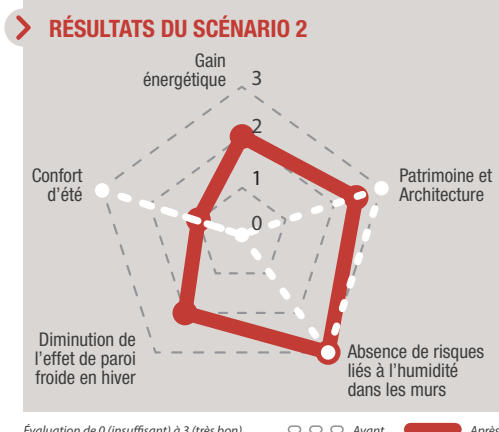 RÉSULTATS DU SCÉNARIO 2
Gain
énergétique
3
2
1
0
Confort
d'été
Patrimoine et
Architecture
Diminution de
l'effet de paroi
froide en hiver
Absence de risques
liés à l'humidité
dans les murs
Évaluation de 0 (insuffisant) à 3 (très bon)
Avant
Après